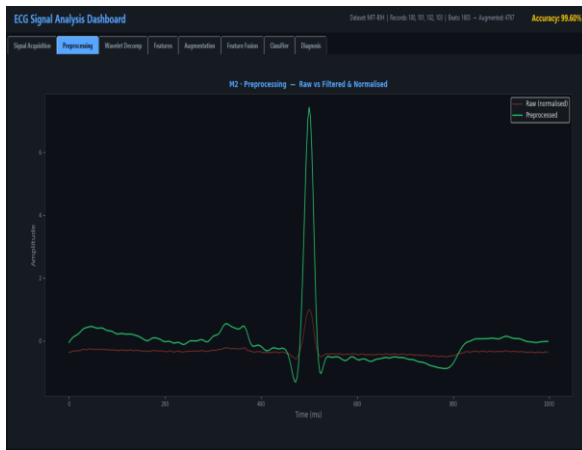 ECG Signal Analysis Dashboard
Dataset: MIT-BIH | Records: 100, 101, 102, 103 | Beats: 1803 → Augmented: 4787 Accuracy: 99.60%
Signal Acquisition Preprocessing Wavelet Decomp Features Augmentation Feature Fusion Classifier Diagnosis
M2 - Preprocessing — Raw vs Filtered & Normalised
Raw (normalised)
Preprocessed
6
4
2
0
Amplitude
0 200 400 600 800 1000
Time (ms)